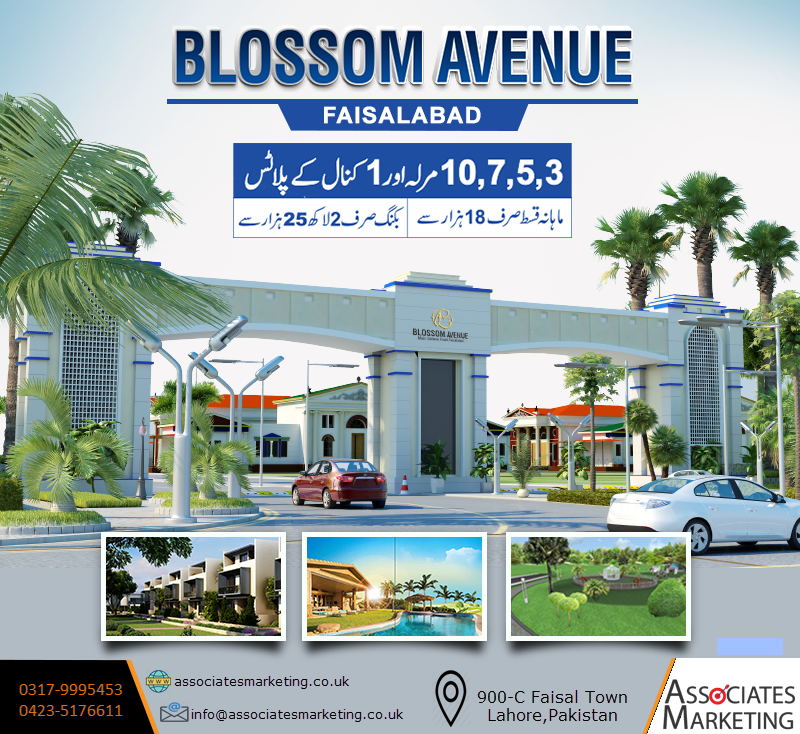 BLOSSOM AVENUE
FAISALABAD
3,5,7,10 مرلہ اور 1 کنال کے پلاٹس
ماہانہ قسط صرف 18 ہزار سے
بکنگ صرف 2 لاکھ 25 ہزار سے
BLOSSOM AVENUE
0317-9995453
0423-5176611
associatesmarketing.co.uk
info@associatesmarketing.co.uk
900-C Faisal Town
Lahore,Pakistan
ASSOCIATES
MARKETING